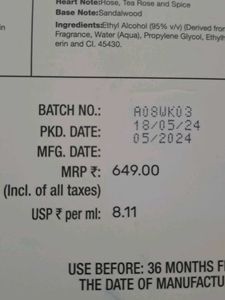 Heart Note:Rose, Tea Rose and Spice
Base Note:Sandalwood
Ingredients:Ethyl Alcohol (95% v/v) (Derived from
Fragrance, Water (Aqua), Propylene Glycol, Ethylh
erin and CI. 45430.
in
BATCH NO.: A08WK03
PKD. DATE: 18/05/24
MFG. DATE: 05/2024
MRP ₹: 649.00
(Incl. of all taxes)
USP ₹ per ml: 8.11
USE BEFORE: 36 MONTHS F
THE DATE OF MANUFACTU